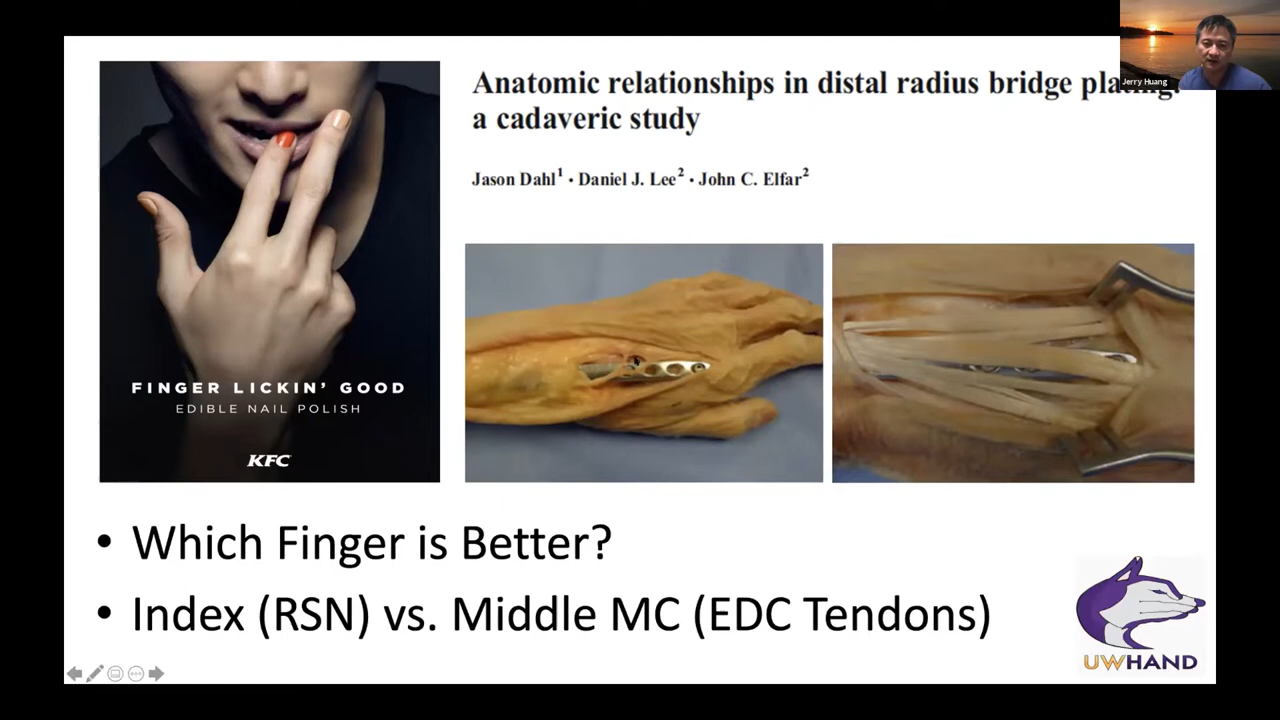 Anatomic relationships in distal radius bridge plating:
a cadaveric study
Jason Dahl1 • Daniel J. Lee2 • John C. Elfar2
Jerry Huang
FINGER LICKIN' GOOD
EDIBLE NAIL POLISH
KFC
• Which Finger is Better?
• Index (RSN) vs. Middle MC (EDC Tendons)
UWHAND